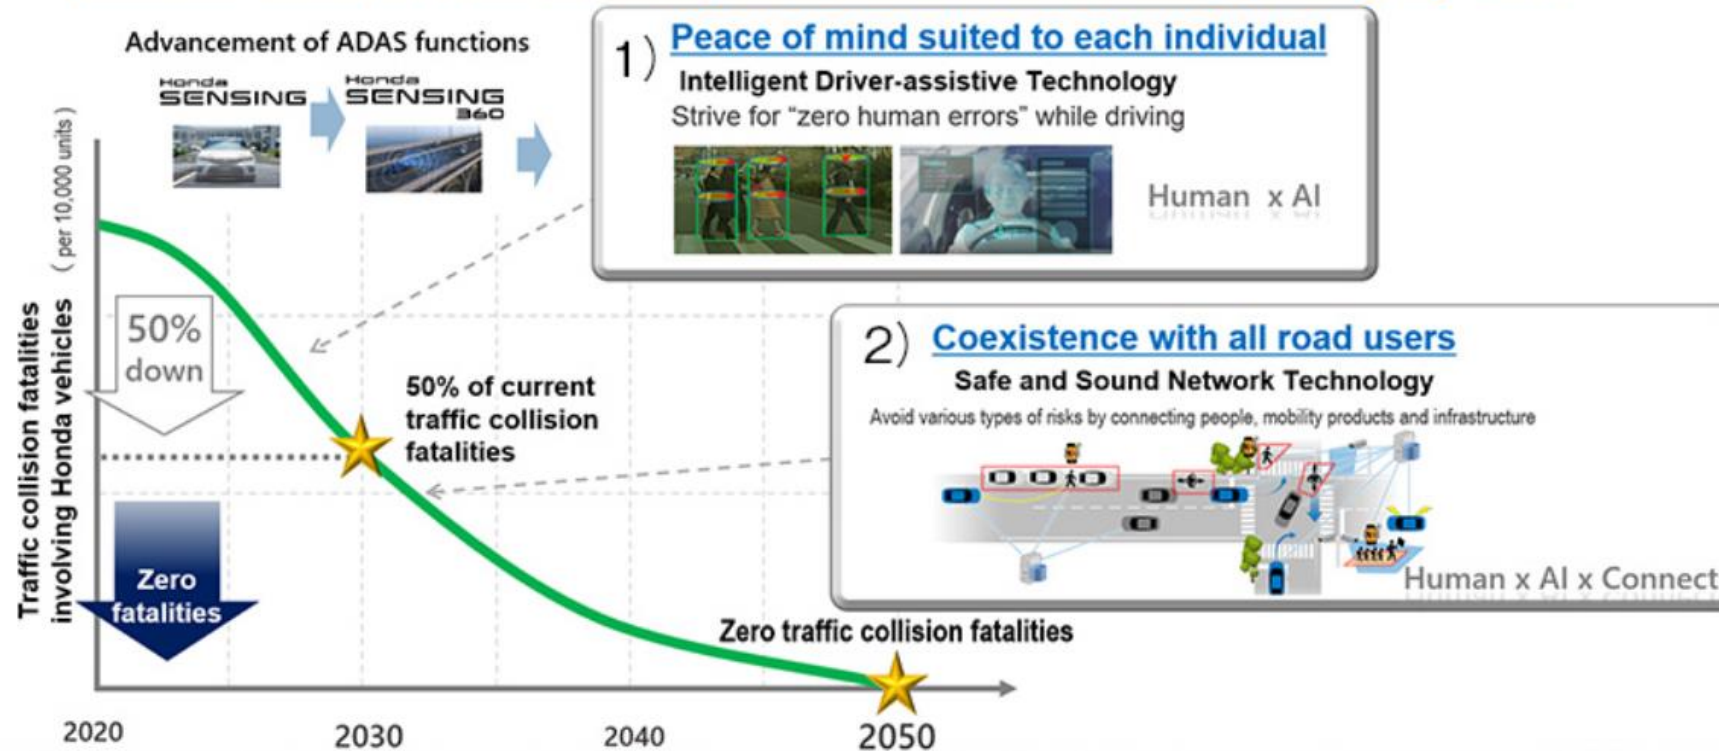 Advancement of ADAS functions
Honda
SENSING
Honda
SENSING
360
1)
Peace of mind suited to each individual
Intelligent Driver-assistive Technology
Strive for “zero human errors” while driving
Human x AI
Traffic collision fatalities
involving Honda vehicles ( per 10,000 units )
50%
down
50% of current
traffic collision
fatalities
Zero
fatalities
2)
Coexistence with all road users
Safe and Sound Network Technology
Avoid various types of risks by connecting people, mobility products and infrastructure
Human x AI x Connect
Zero traffic collision fatalities
2020
2030
2040
2050